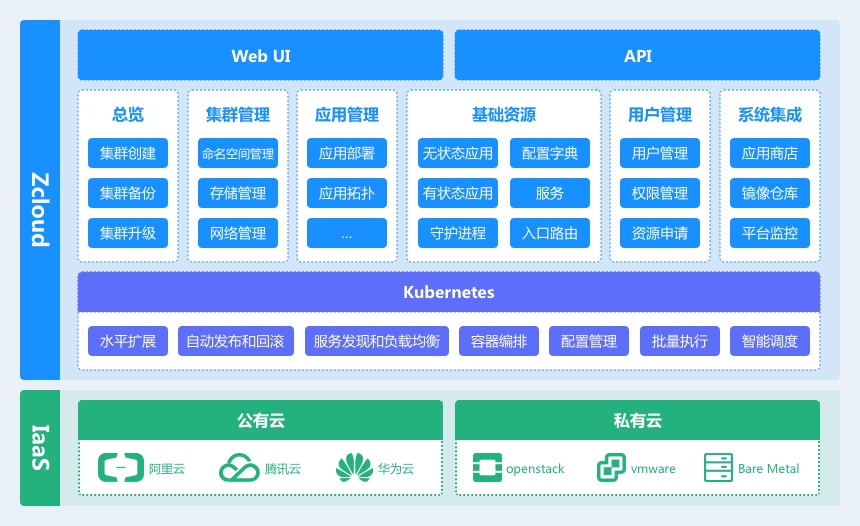 Zcloud
Web UI
API
总览
集群创建
集群备份
集群升级
集群管理
命名空间管理
存储管理
网络管理
应用管理
应用部署
应用拓扑
...
基础资源
无状态应用
配置字典
有状态应用
服务
守护进程
入口路由
用户管理
用户管理
权限管理
资源申请
系统集成
应用商店
镜像仓库
平台监控
Kubernetes
水平扩展
自动发布和回滚
服务发现和负载均衡
容器编排
配置管理
批量执行
智能调度
IaaS
公有云
阿里云
腾讯云
华为云
私有云
openstack
vmware
Bare Metal